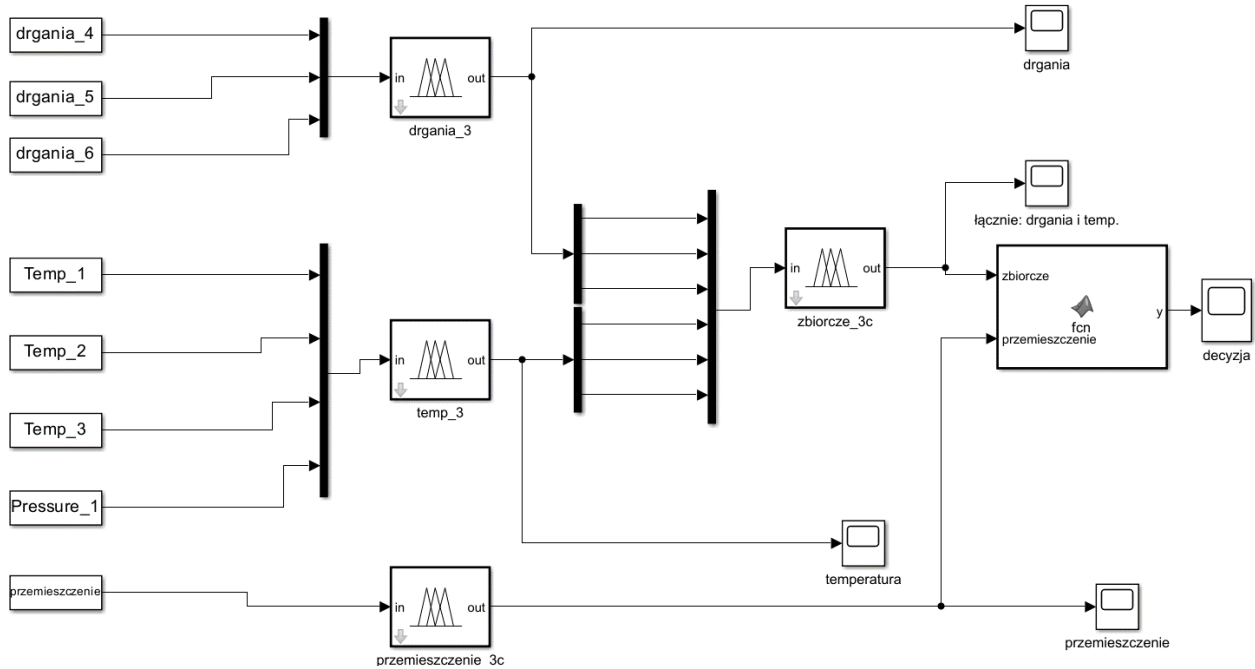 drgania_4
drgania_5
drgania_6
in
out
drgania_3
drgania
Temp_1
Temp_2
Temp_3
Pressure_1
in
out
temp_3
in
out
zbiorcze_3c
łącznie: drgania i temp.
zbiorcze
przemieszczenie
fcn
y
decyzja
temperatura
przemieszczenie
in
out
przemieszczenie_3c
przemieszczenie